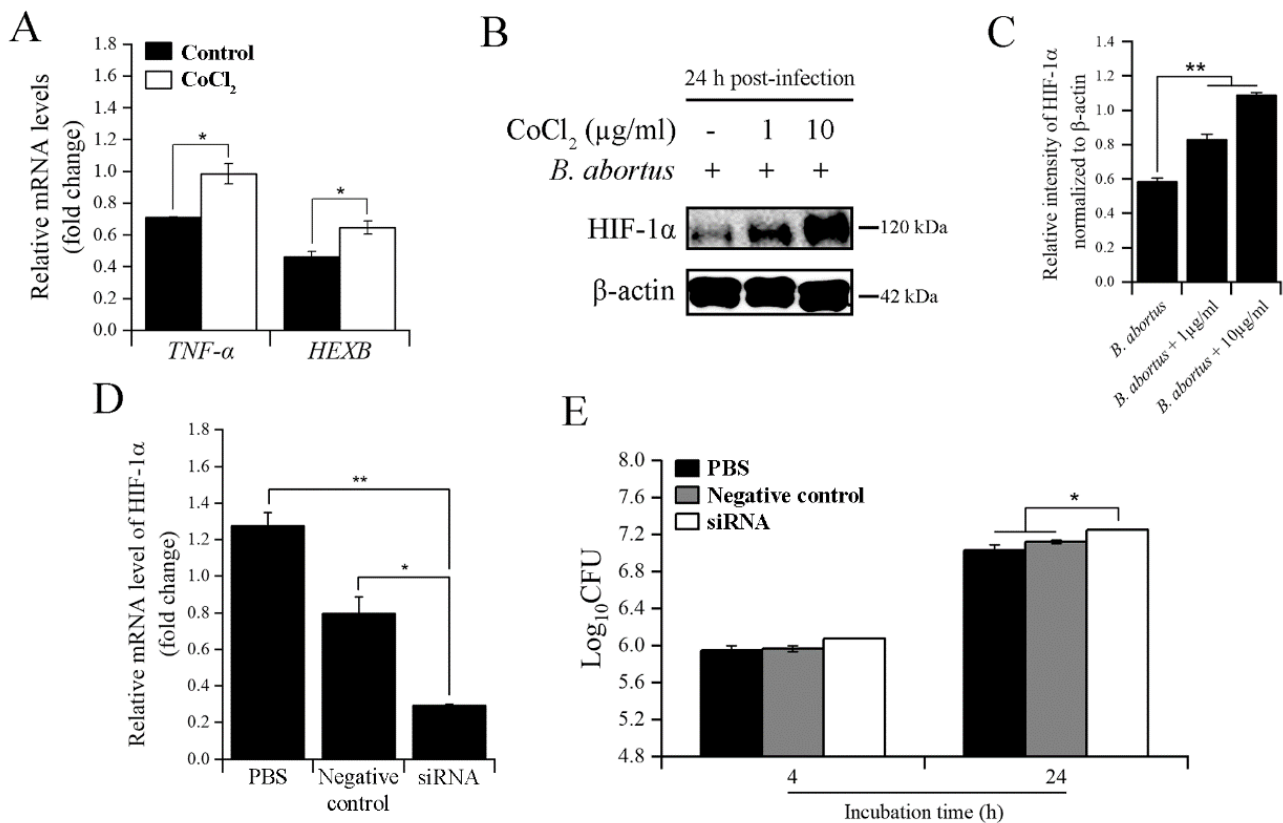 A
Relative mRNA levels
(fold change)
1.8
1.6
1.4
1.2
1.0
0.8
0.6
0.4
0.2
0.0
Control
CoCl₂
*
*
TNF-α
HEXB
B
24 h post-infection
CoCl₂ (µg/ml) - 1 10
B. abortus + + +
HIF-1α
120 kDa
β-actin
42 kDa
C
Relative intensity of HIF-1α
normalized to β-actin
1.4
1.2
1.0
0.8
0.6
0.4
0.2
0.0
**
B. abortus
B. abortus + 1µg/ml
B. abortus + 10µg/ml
D
Relative mRNA level of HIF-1α
(fold change)
1.8
1.6
1.4
1.2
1.0
0.8
0.6
0.4
0.2
0.0
**
*
PBS
Negative
control
siRNA
E
Log₁₀CFU
8.0
7.6
7.2
6.8
6.4
6.0
5.6
5.2
4.8
PBS
Negative control
siRNA
*
4
24
Incubation time (h)